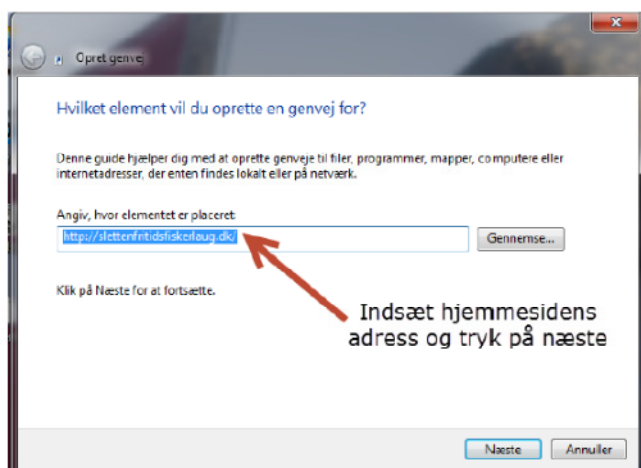 Opret genvej
Hvilket element vil du oprette en genvej for?
Denne guide hjælper dig med at oprette genveje til filer, programmer, mapper, computere eller
internetadresser, der enten findes lokalt eller på netværk.
Angiv, hvor elementet er placeret:
http://slettenfritidsfiskerlaug.dk/
Gennemse...
Klik på Næste for at fortsætte.
Indsæt hjemmesidens
adress og tryk på næste
Næste
Annuller